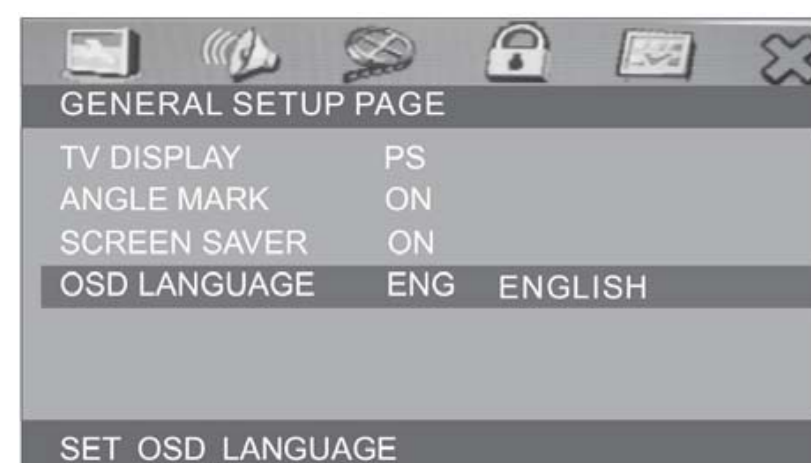 GENERAL SETUP PAGE
TV DISPLAY PS
ANGLE MARK ON
SCREEN SAVER ON
OSD LANGUAGE ENG ENGLISH
SET OSD LANGUAGE